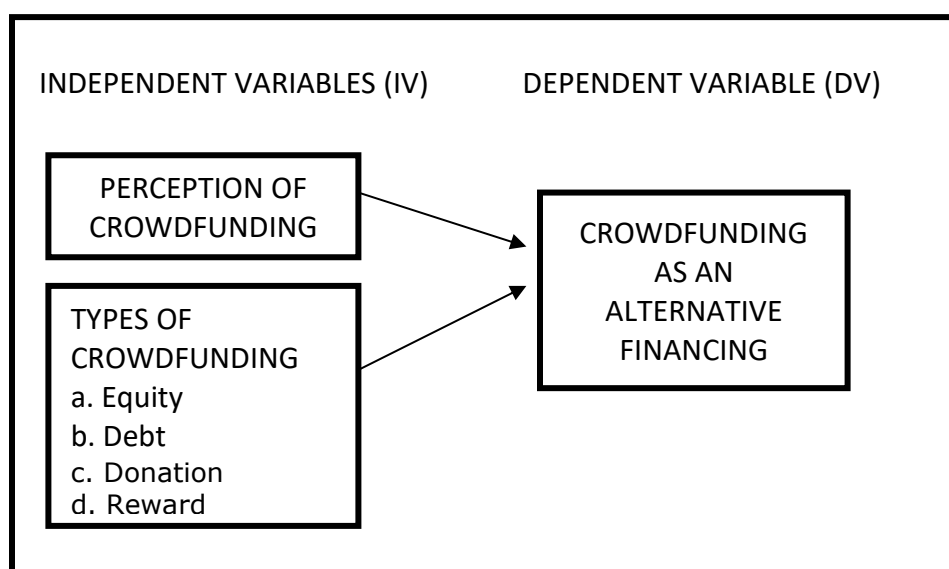 INDEPENDENT VARIABLES (IV)
DEPENDENT VARIABLE (DV)
PERCEPTION OF
CROWDFUNDING
TYPES OF
CROWDFUNDING
a. Equity
b. Debt
c. Donation
d. Reward
CROWDFUNDING
AS AN
ALTERNATIVE
FINANCING